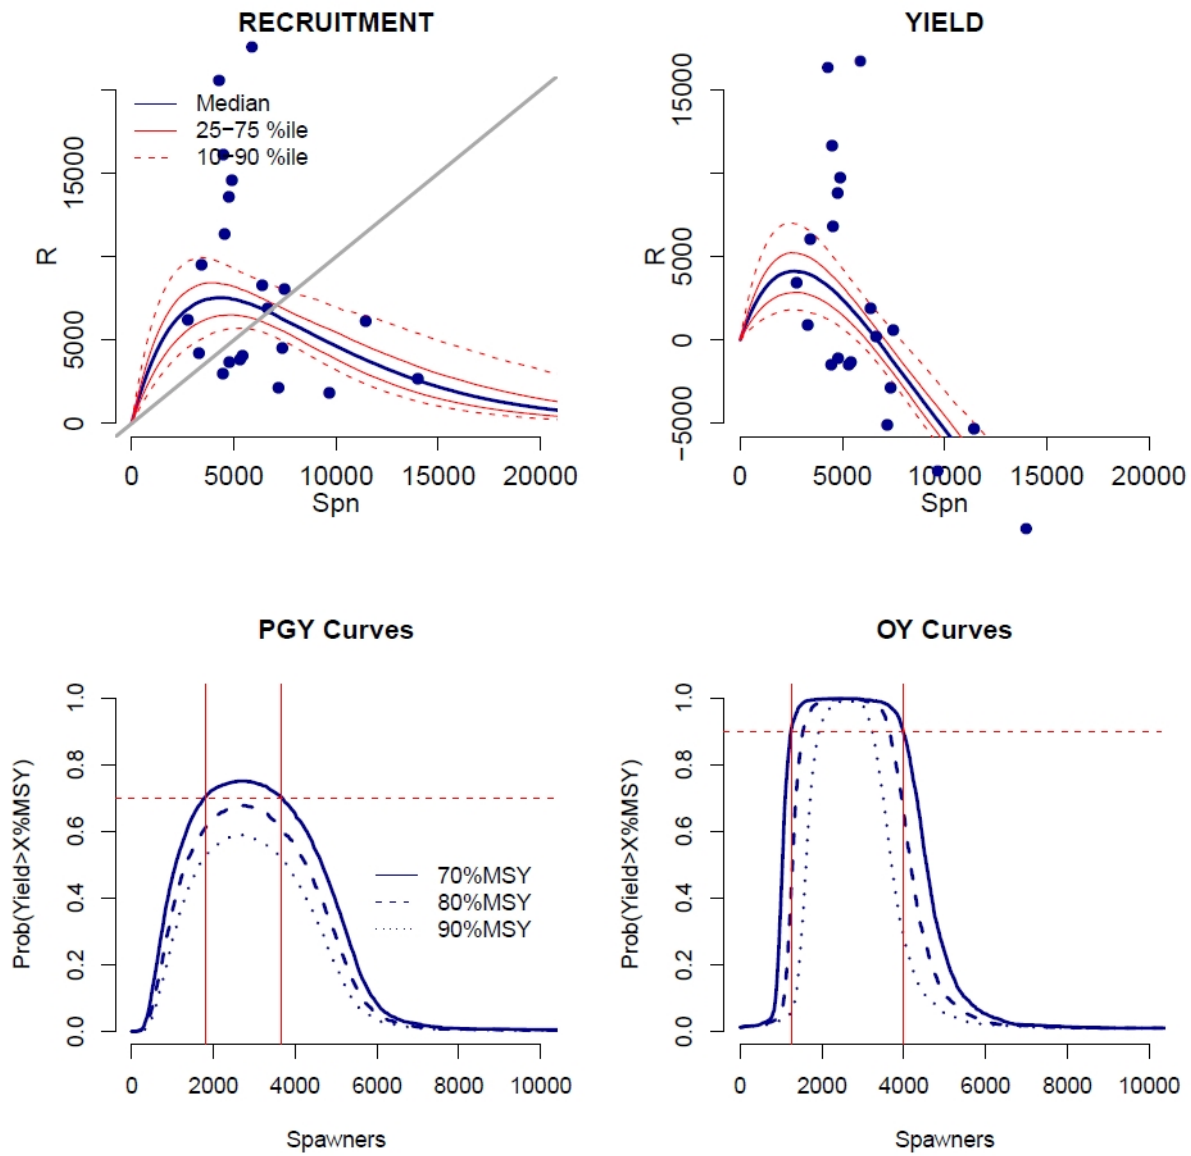 RECRUITMENT
Median
25−75 %ile
10−90 %ile
R
0
5000
15000
0 5000 10000 15000 20000
Spn
YIELD
R
−5000
0
5000
15000
0 5000 10000 15000 20000
Spn
PGY Curves
Prob(Yield>X%MSY)
0.0 0.2 0.4 0.6 0.8 1.0
70%MSY
80%MSY
90%MSY
0 2000 4000 6000 8000 10000
Spawners
OY Curves
Prob(Yield>X%MSY)
0.0 0.2 0.4 0.6 0.8 1.0
0 2000 4000 6000 8000 10000
Spawners